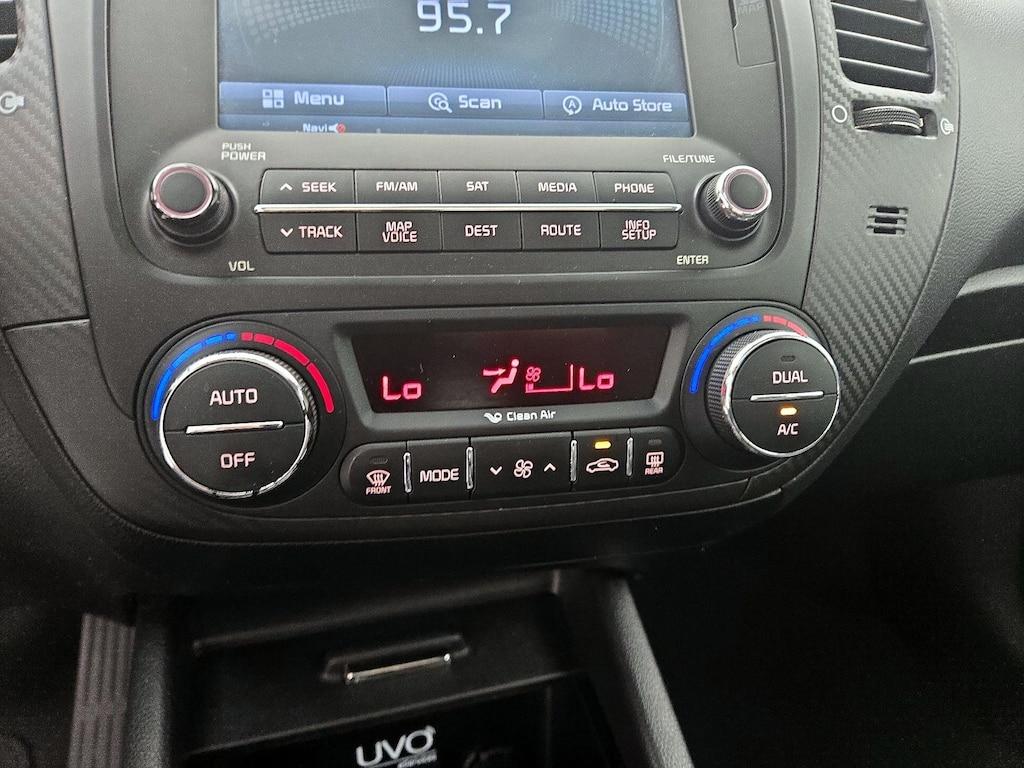 95.7
Menu
Scan
Auto Store
Navi
PUSH
POWER
FILE/TUNE
SEEK
FM/AM
SAT
MEDIA
PHONE
TRACK
MAP
VOICE
DEST
ROUTE
INFO
SETUP
VOL
ENTER
AUTO
OFF
Lo
Lo
Clean Air
DUAL
A/C
FRONT
MODE
REAR
UVO